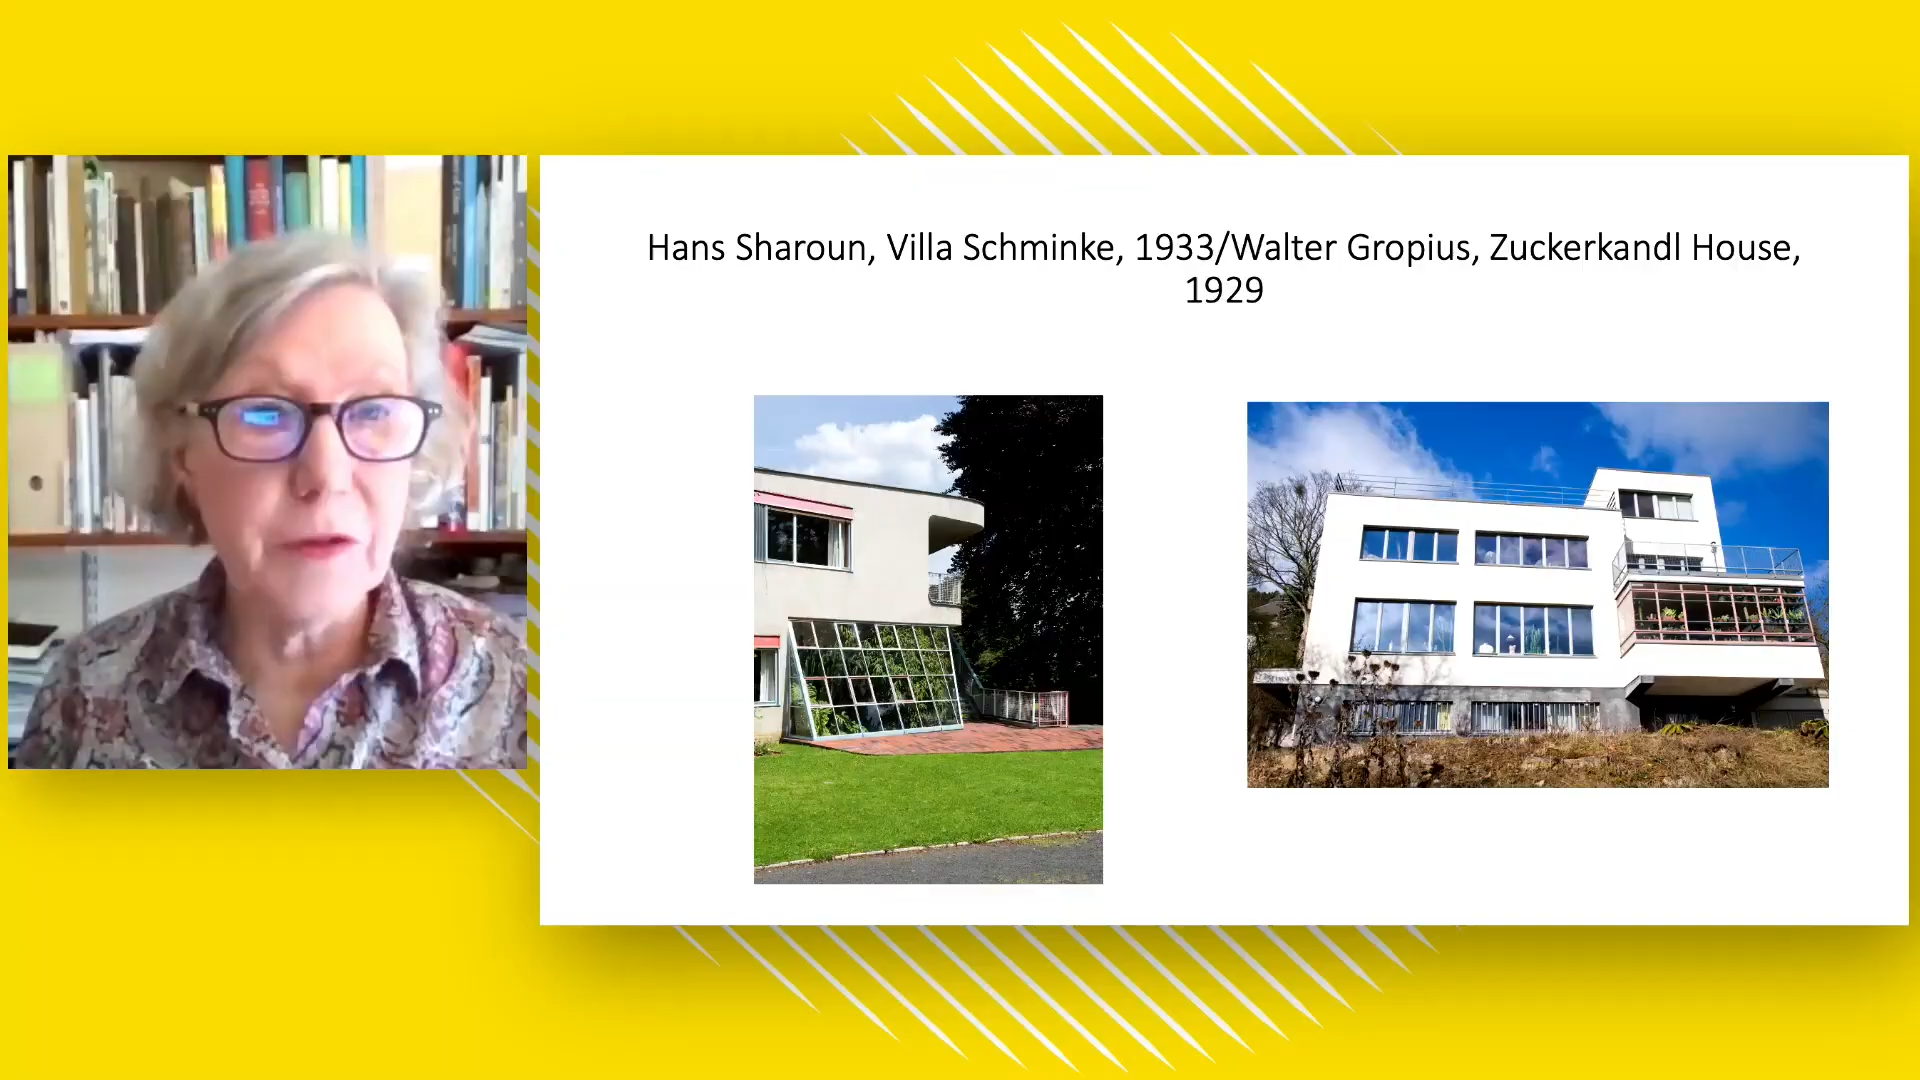 Hans Sharoun, Villa Schminke, 1933/Walter Gropius, Zuckerkandl House,
1929